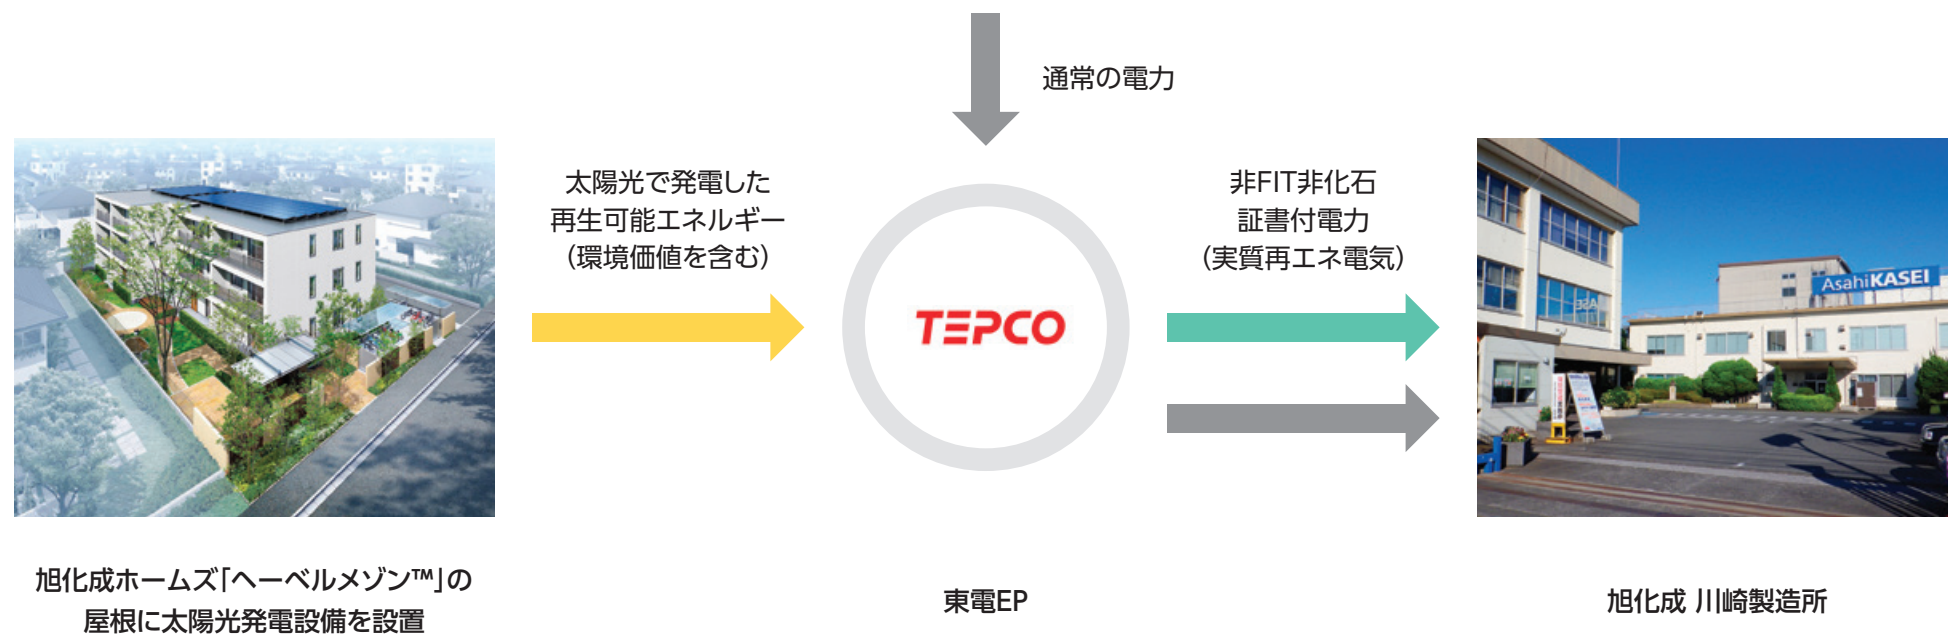 通常の電力
太陽光で発電した
再生可能エネルギー
（環境価値を含む）
TEPCO
非FIT非化石
証書付電力
（実質再エネ電気）
AsahiKASEI
旭化成ホームズ「ヘーベルメゾン™」の
屋根に太陽光発電設備を設置
東電EP
旭化成 川崎製造所